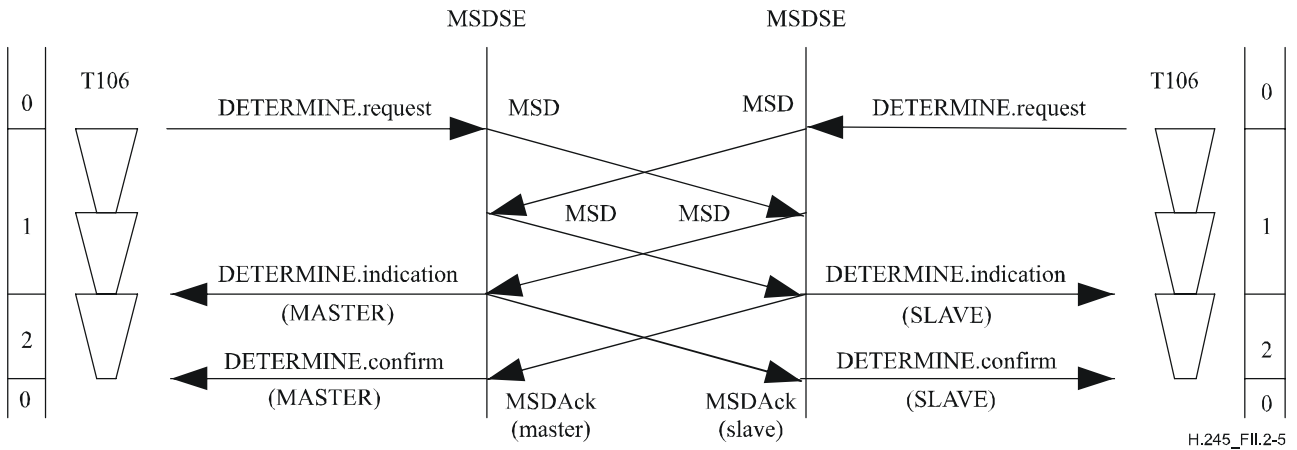 MSDSE MSDSE
T106 T106
0 DETERMINE.request MSD MSD DETERMINE.request 0
1 MSD MSD 1
DETERMINE.indication DETERMINE.indication
(MASTER) (SLAVE)
2 2
DETERMINE.confirm DETERMINE.confirm
0 (MASTER) MSDAck MSDAck (SLAVE) 0
(master) (slave)
H.245_FII.2-5